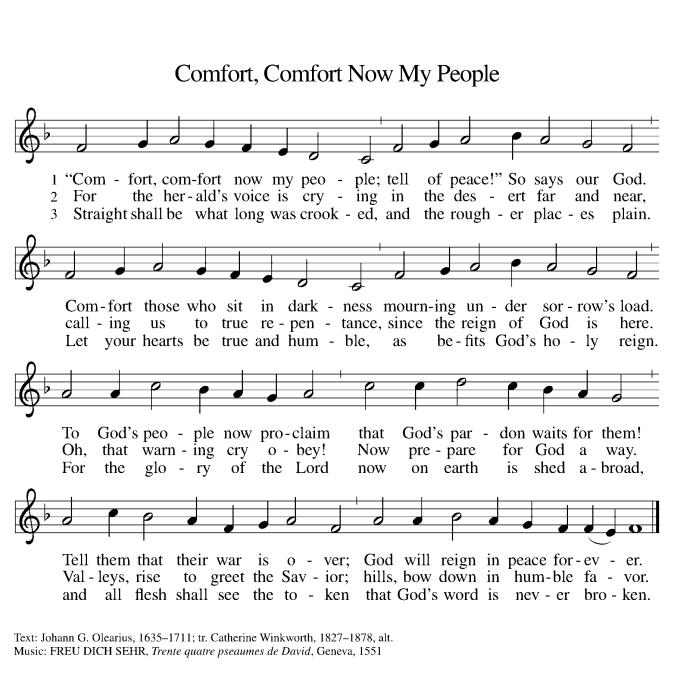 Comfort, Comfort Now My People
1 “Com - fort, com-fort now my peo - ple; tell of peace!” So says our God.
2 For the her-ald’s voice is cry - ing in the des - ert far and near,
3 Straight shall be what long was crook - ed, and the rough - er plac - es plain.
Com-fort those who sit in dark - ness mourn-ing un - der sor-row’s load.
call - ing us to true re - pen - tance, since the reign of God is here.
Let your hearts be true and hum - ble, as be-fits God’s ho - ly reign.
To God’s peo - ple now pro-claim that God’s par - don waits for them!
Oh, that warn - ing cry o - bey! Now pre - pare for God a way.
For the glo - ry of the Lord now on earth is shed a-broad,
Tell them that their war is o - ver; God will reign in peace for-ev - er.
Val-leys, rise to greet the Sav - ior; hills, bow down in hum-ble fa - vor.
and all flesh shall see the to - ken that God’s word is nev - er bro - ken.
Text: Johann G. Olearius, 1635–1711; tr. Catherine Winkworth, 1827–1878, alt.
Music: FREU DICH SEHR, Trente quatre pseaumes de David, Geneva, 1551